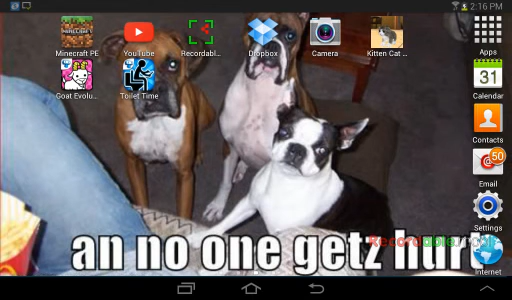 2:16 PM
Minecraft PE
YouTube
Recordabl...
Dropbox
Camera
Kitten Cat ...
Apps
Goat Evolu...
Toilet Time
31
Calendar
Contacts
50
Email
Settings
an no one getz hurt
Internet